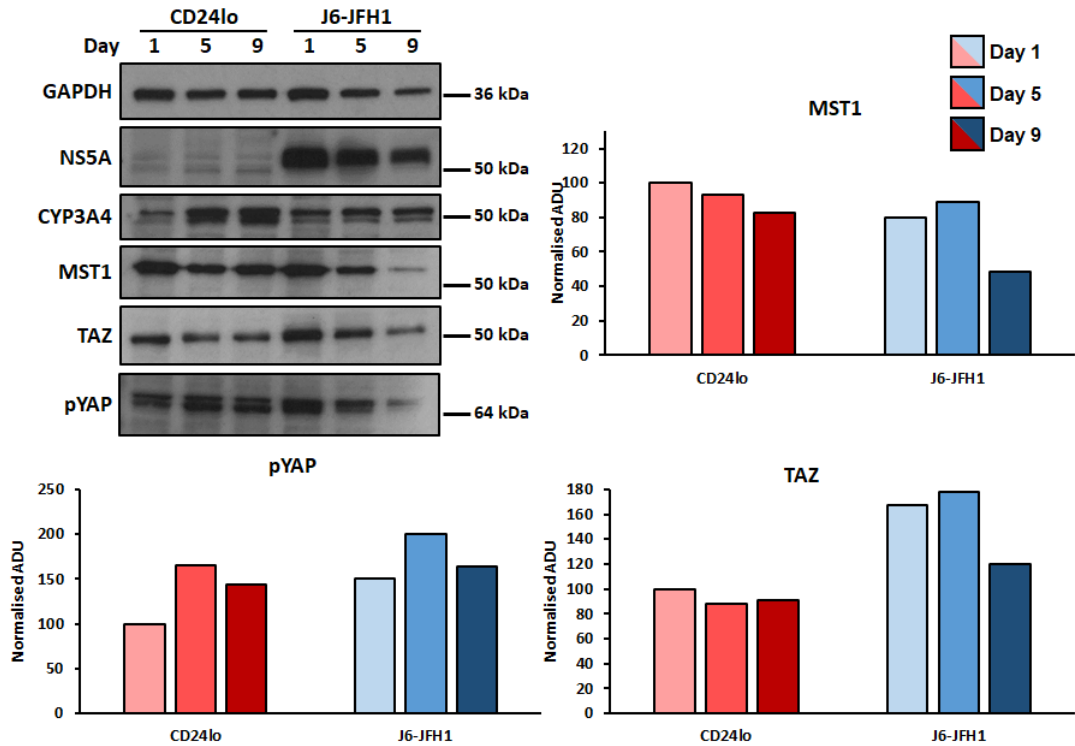 CD24lo J6-JFH1
Day 1 5 9 1 5 9
GAPDH 36 kDa
NS5A 50 kDa
CYP3A4 50 kDa
MST1 50 kDa
TAZ 50 kDa
pYAP 64 kDa
Day 1
Day 5
Day 9
MST1
Normalised ADU
120
100
80
60
40
20
0
CD24lo J6-JFH1
pYAP
Normalised ADU
250
200
150
100
50
0
CD24lo J6-JFH1
TAZ
Normalised ADU
180
160
140
120
100
80
60
40
20
0
CD24lo J6-JFH1